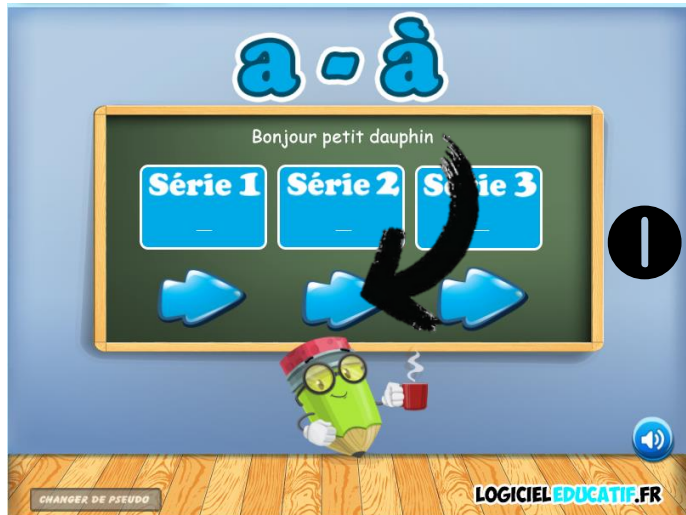 a - à
Bonjour petit dauphin
Série 1
Série 2
Série 3
CHANGER DE PSEUDO
LOGICIELEDUCATIF.FR